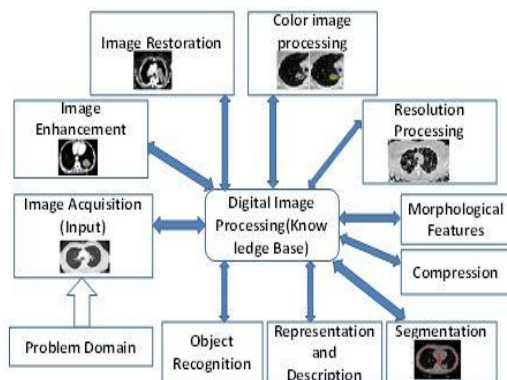 Image Restoration
Color image
processing
Image
Enhancement
Resolution
Processing
Image Acquisition
(Input)
Digital Image
Processing(Know
ledge Base)
Morphological
Features
Compression
Problem Domain
Object
Recognition
Representation
and
Description
Segmentation